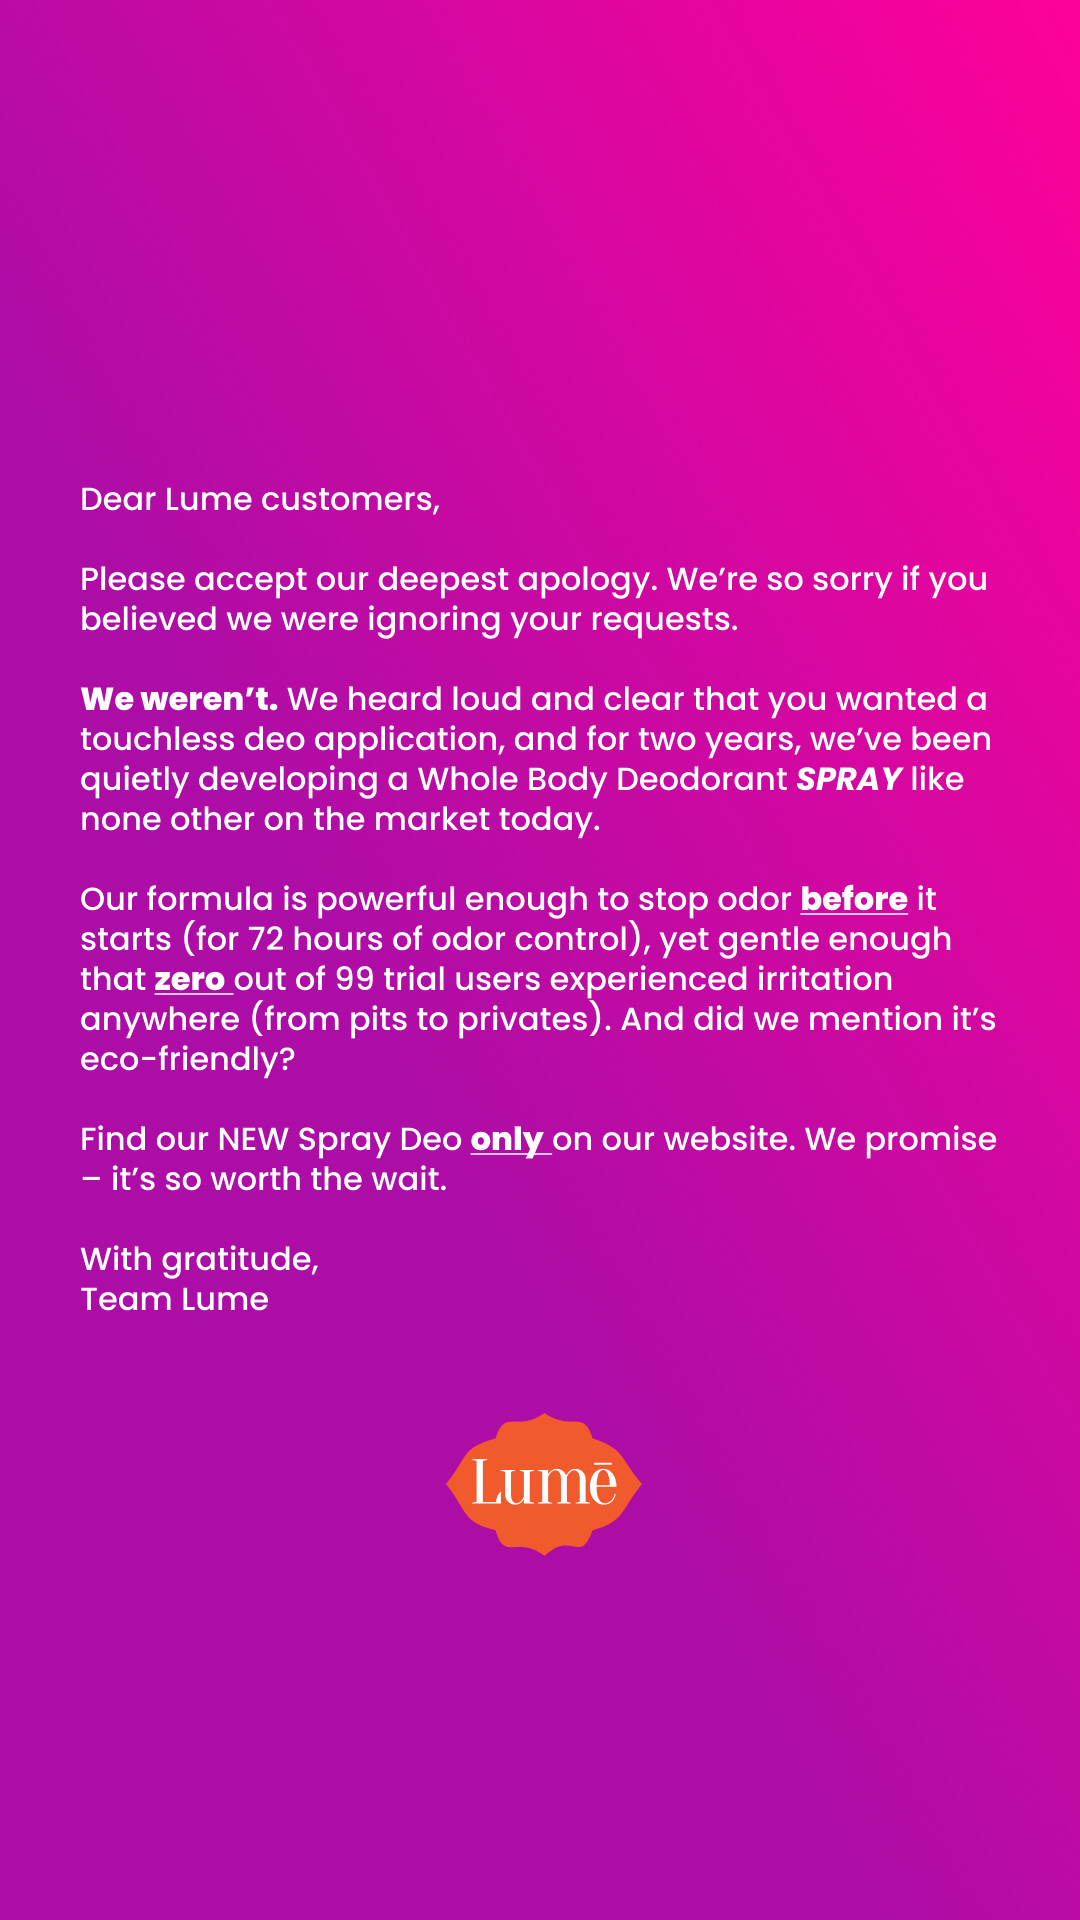 Dear Lume customers,
Please accept our deepest apology. We’re so sorry if you
believed we were ignoring your requests.
We weren’t. We heard loud and clear that you wanted a
touchless deo application, and for two years, we’ve been
quietly developing a Whole Body Deodorant SPRAY like
none other on the market today.
Our formula is powerful enough to stop odor before it
starts (for 72 hours of odor control), yet gentle enough
that zero out of 99 trial users experienced irritation
anywhere (from pits to privates). And did we mention it’s
eco-friendly?
Find our NEW Spray Deo only on our website. We promise
– it’s so worth the wait.
With gratitude,
Team Lume
Lumē